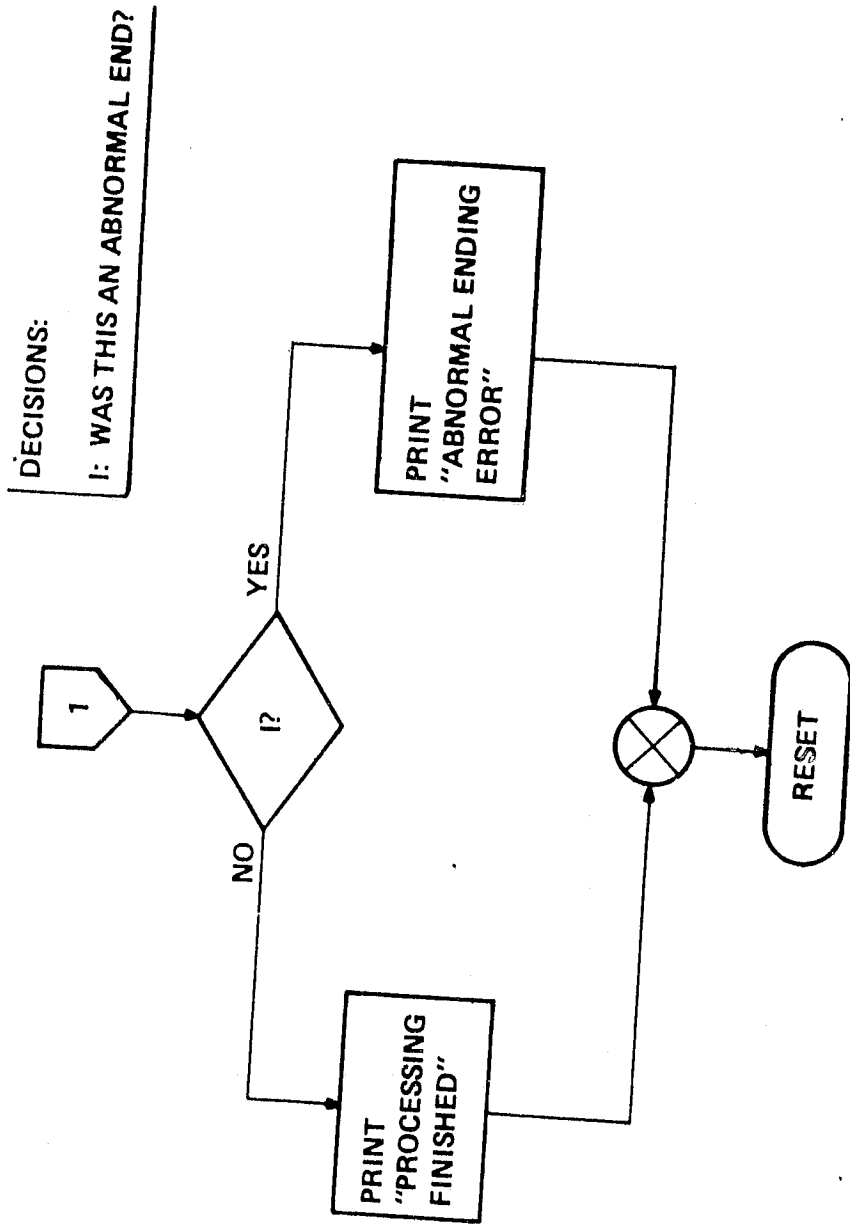 DECISIONS:
I: WAS THIS AN ABNORMAL END?
1
I?
NO
YES
PRINT
"PROCESSING
FINISHED"
PRINT
"ABNORMAL ENDING
ERROR"
RESET